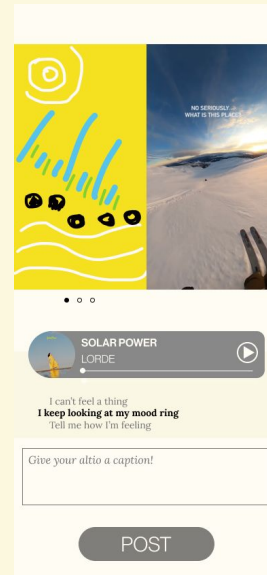 NO SERIOUSLY
WHAT IS THIS PLACE
SOLAR POWER
LORDE
I can't feel a thing
I keep looking at my mood ring
Tell me how I'm feeling
Give your altio a caption!
POST